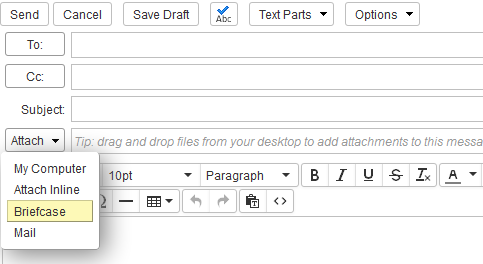 Send Cancel Save Draft Abc Text Parts Options
To:
Cc:
Subject:
Attach Tip: drag and drop files from your desktop to add attachments to this messa
My Computer 10pt Paragraph B I U S Tx A
Attach Inline
Briefcase
Mail